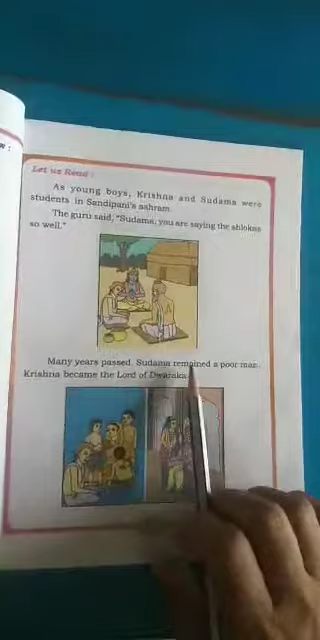 w :
Let us Read :
As young boys, Krishna and Sudama were
students in Sandipani's ashram.
The guru said, "Sudama, you are saying the shlokas
so well."
Many years passed. Sudama remained a poor man.
Krishna became the Lord of Dwaraka.